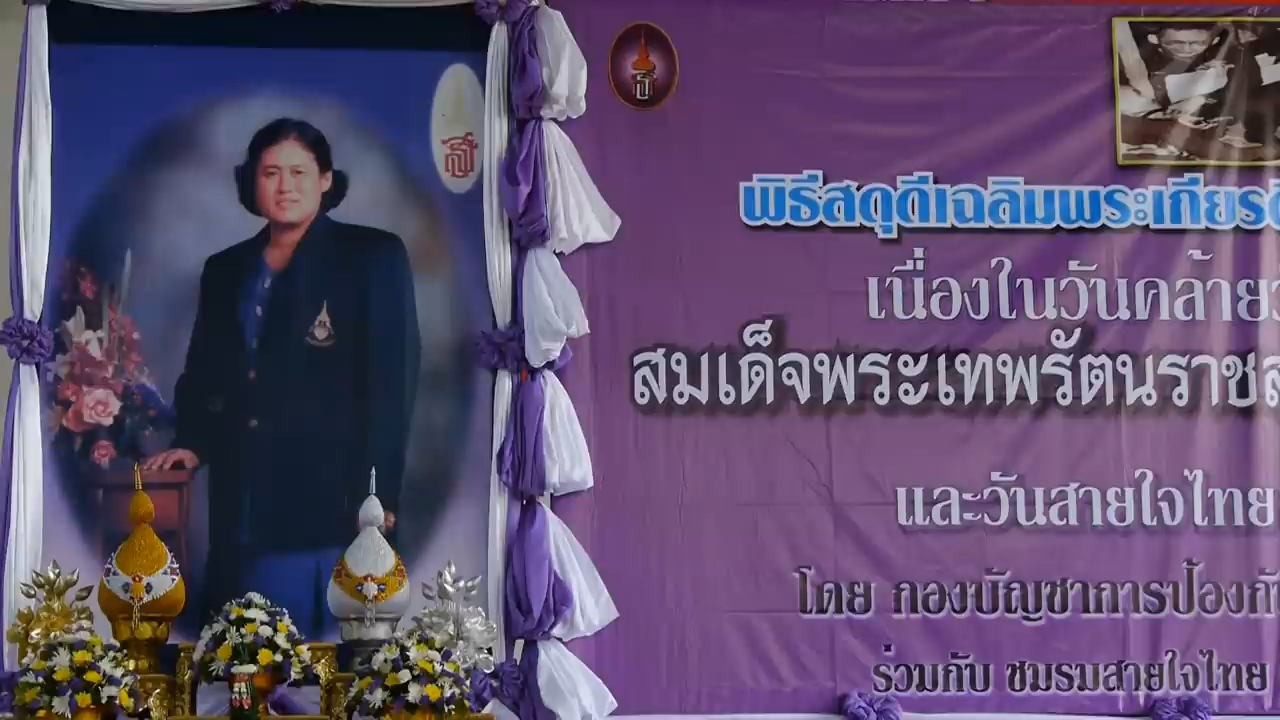 พิธีสดุดีเฉลิมพระเกียรติ
เนื่องในวันคล้ายว
สมเด็จพระเทพรัตนราชส
และวันสายใจไทย
โดย กองบัญชาการป้องกั
ร่วมกับ ชมรมสายใจไทย